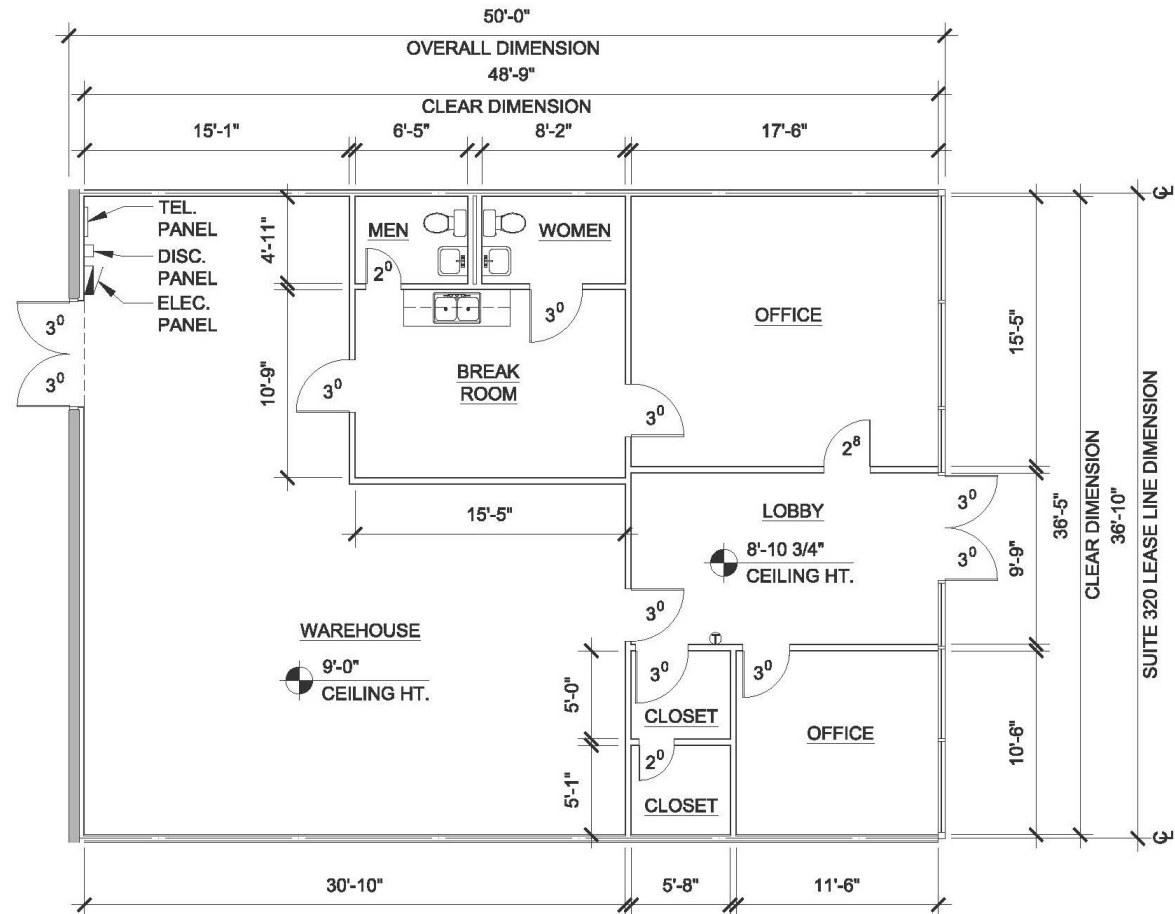 50'-0"
OVERALL DIMENSION
48'-9"
CLEAR DIMENSION
15'-1"
6'-5"
8'-2"
17'-6"
TEL.
PANEL
DISC.
PANEL
ELEC.
PANEL
4'-11"
MEN
WOMEN
2⁰
3⁰
3⁰
3⁰
OFFICE
15'-5"
10'-9"
BREAK
ROOM
3⁰
3⁰
2⁸
15'-5"
LOBBY
8'-10 3/4"
CEILING HT.
3⁰
3⁰
9'-9"
36'-5"
CLEAR DIMENSION
36'-10"
SUITE 320 LEASE LINE DIMENSION
℄
℄
WAREHOUSE
9'-0"
CEILING HT.
3⁰
T
3⁰
3⁰
5'-0"
CLOSET
OFFICE
10'-6"
2⁰
5'-1"
CLOSET
30'-10"
5'-8"
11'-6"